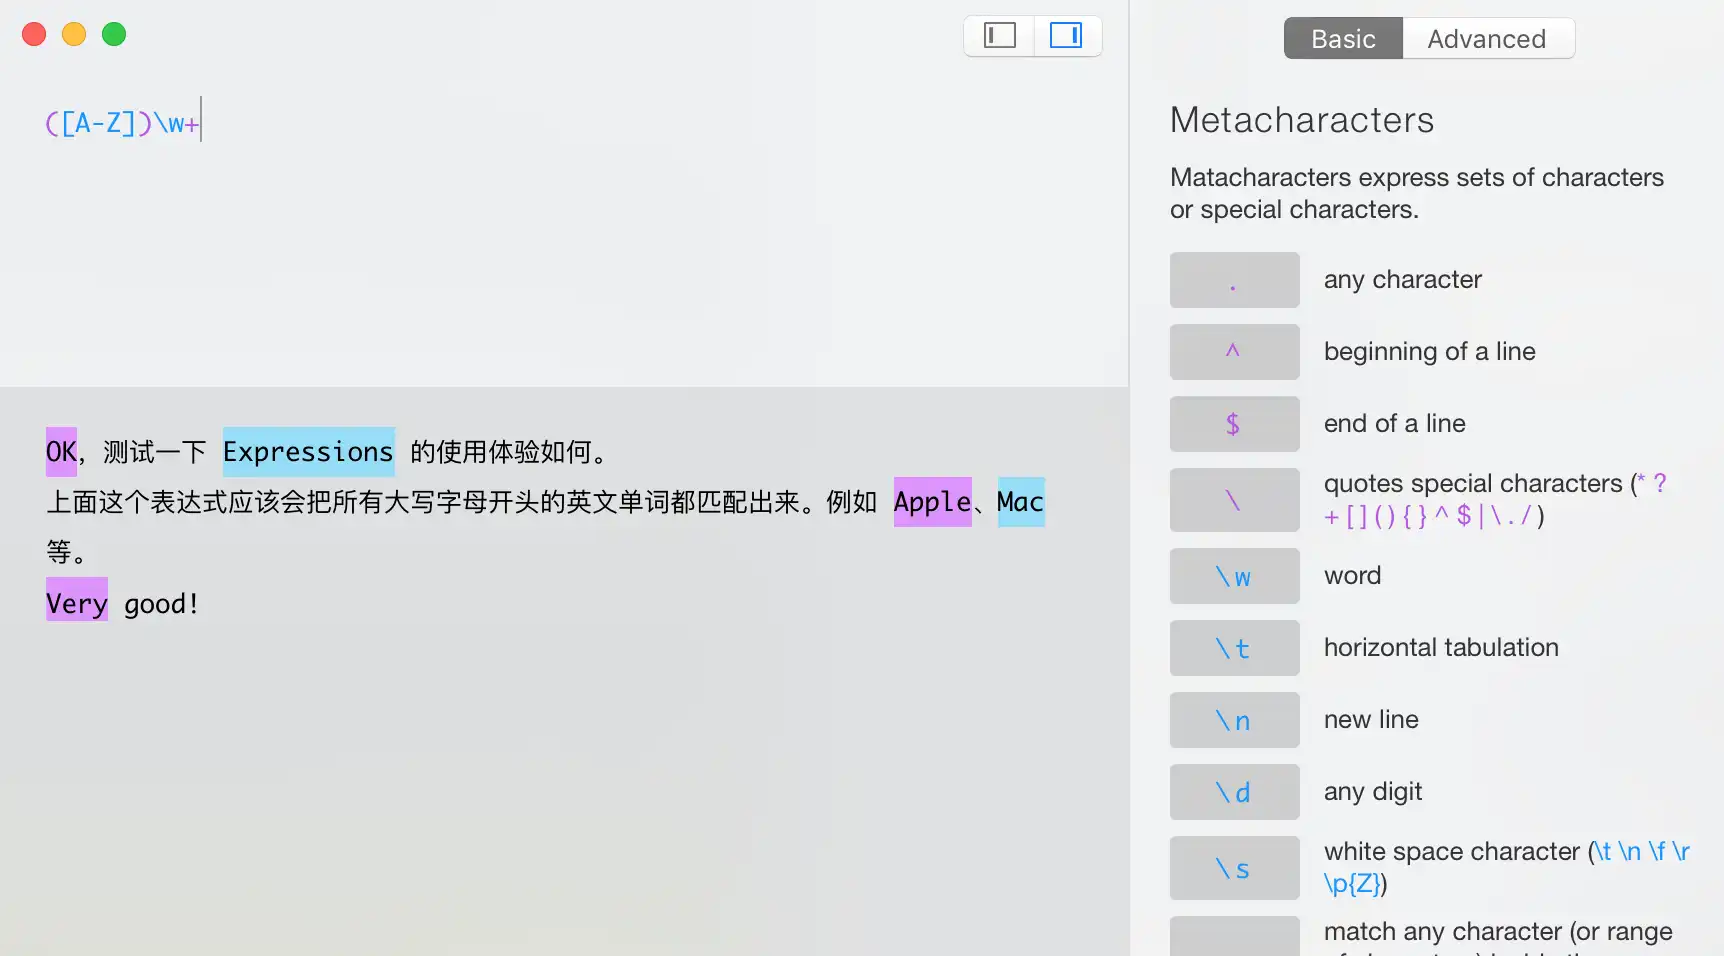 ([A-Z])\w+
OK，测试一下 Expressions 的使用体验如何。
上面这个表达式应该会把所有大写字母开头的英文单词都匹配出来。例如 Apple、Mac
等。
Very good!
Basic Advanced
Metacharacters
Matacharacters express sets of characters
or special characters.
. any character
^ beginning of a line
$ end of a line
\ quotes special characters (* ?
+ [ ] ( ) { } ^ $ | \ . / )
\w word
\t horizontal tabulation
\n new line
\d any digit
\s white space character (\t \n \f \r
\p{Z})
match any character (or range